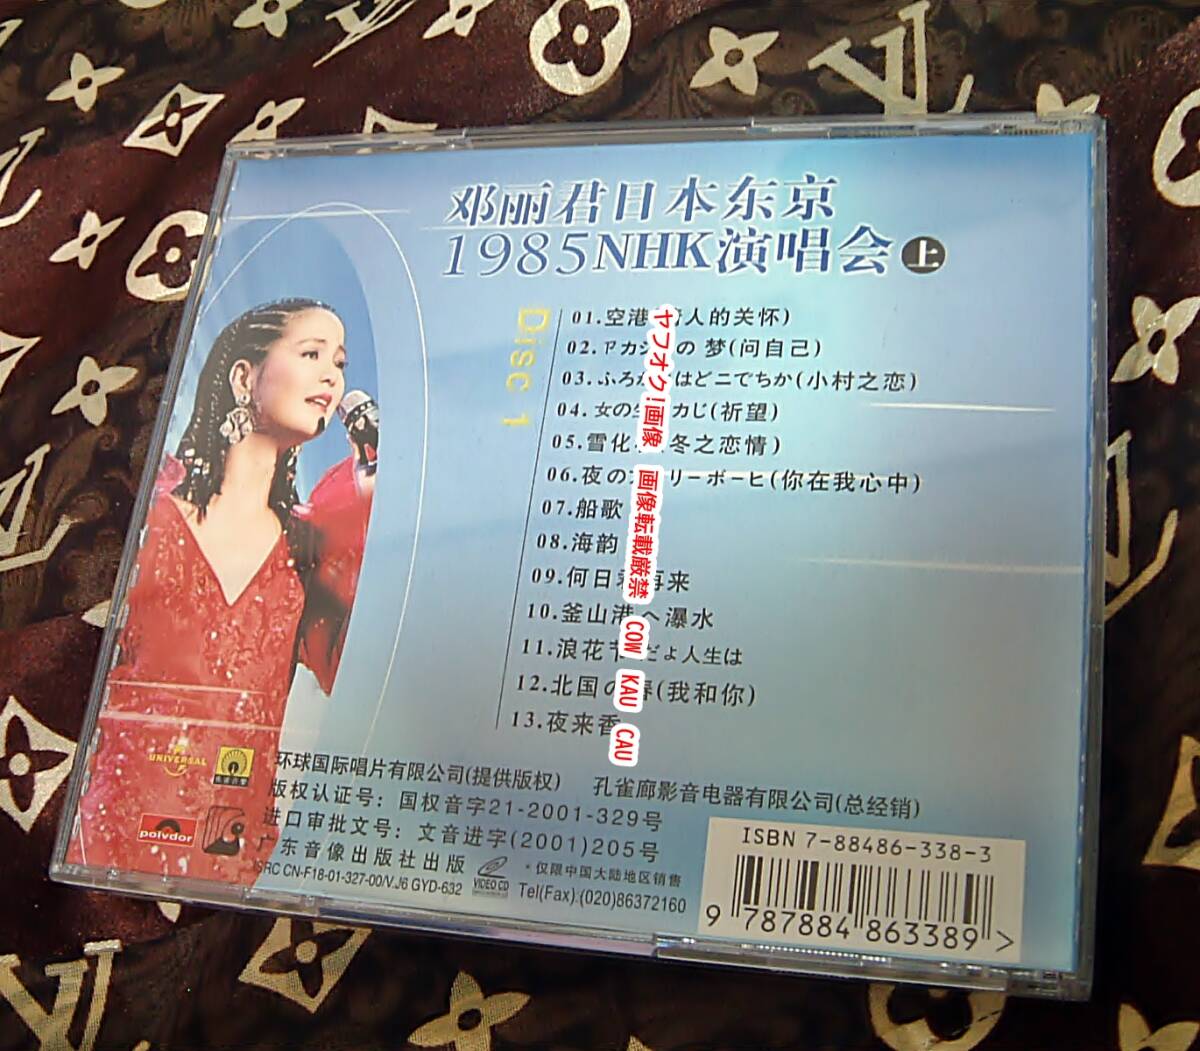 邓丽君日本东京
1985NHK演唱会上
Disc 1
01.空港 人的关怀)
02.アカシ の 梦(问自己)
03.ふろ はどニでちか(小村之恋)
04.女の カじ(祈望)
05.雪化 冬之恋情)
06.夜の リーボーヒ(你在我心中)
07.船歌
08.海韵
09.何日 再来
10.釜山港へ瀑水
11.浪花节だよ人生は
12.北国の春(我和你)
13.夜来香
ヤフオク!画像 画像転載厳禁 COW KAU CAU
UNIVERSAL
polydor
环球国际唱片有限公司(提供版权) 孔雀廊影音电器有限公司(总经销)
版权认证号: 国权音字21-2001-329号
进口审批文号: 文音进字(2001)205号
广东音像出版社出版 VIDEO CD *仅限中国大陆地区销售
ISRC CN-F18-01-327-00/V.J6 GYD-632 Tel(Fax).(020)86372160
ISBN 7-88486-338-3
9 787884 863389 >